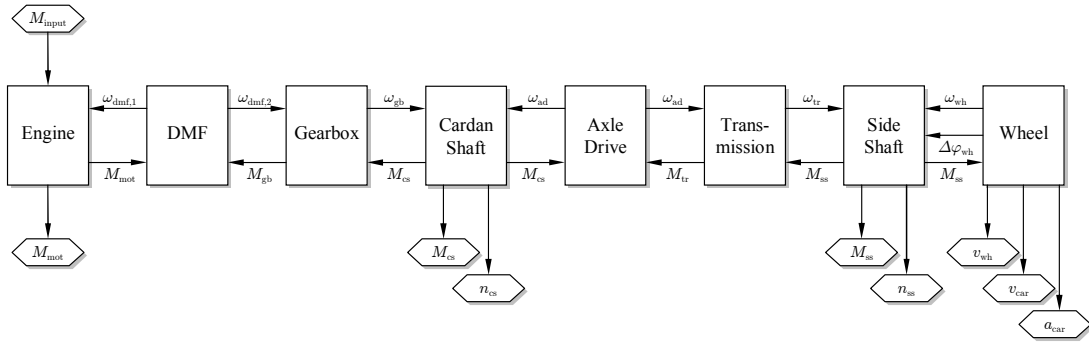 M_input
Engine
DMF
Gearbox
Cardan
Shaft
Axle
Drive
Trans-
mission
Side
Shaft
Wheel
ω_dmf,1
ω_dmf,2
ω_gb
ω_ad
ω_ad
ω_tr
ω_wh
Δφ_wh
M_mot
M_gb
M_cs
M_cs
M_tr
M_ss
M_ss
M_mot
M_cs
M_ss
v_wh
n_cs
n_ss
v_car
a_car